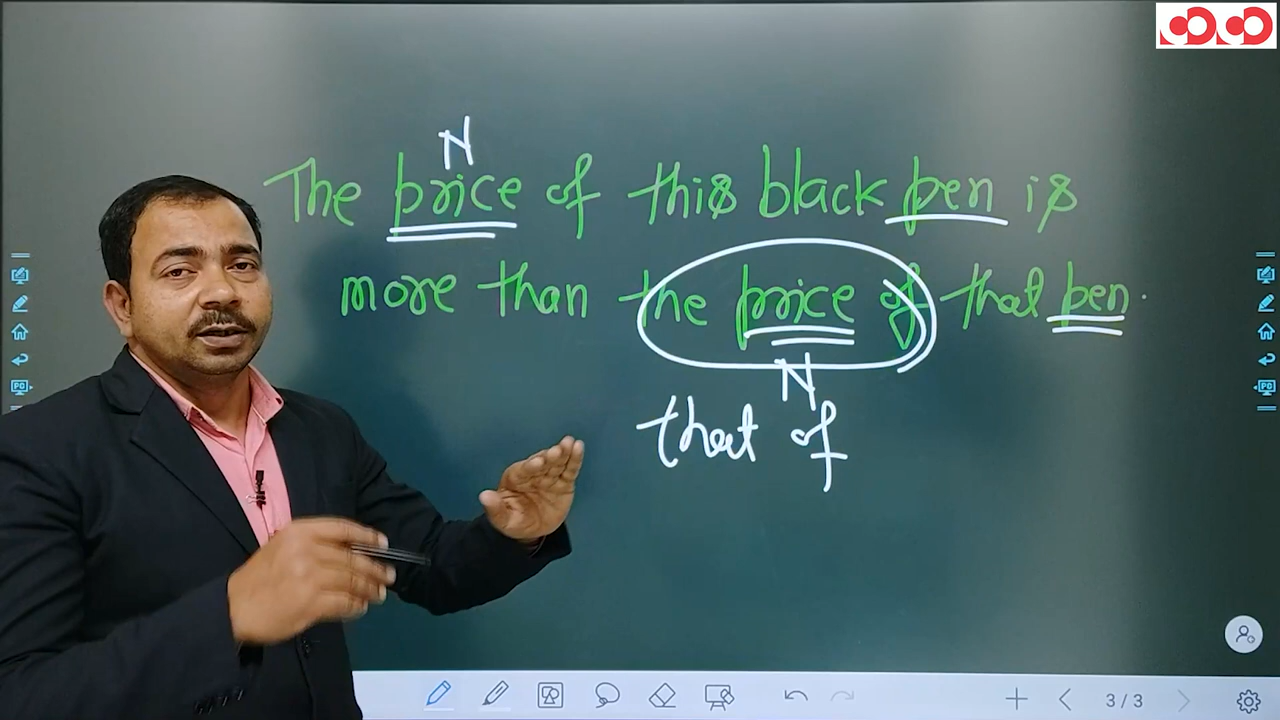 N
The price of this black pen is
more than the price of that pen.
N
that of
3/3